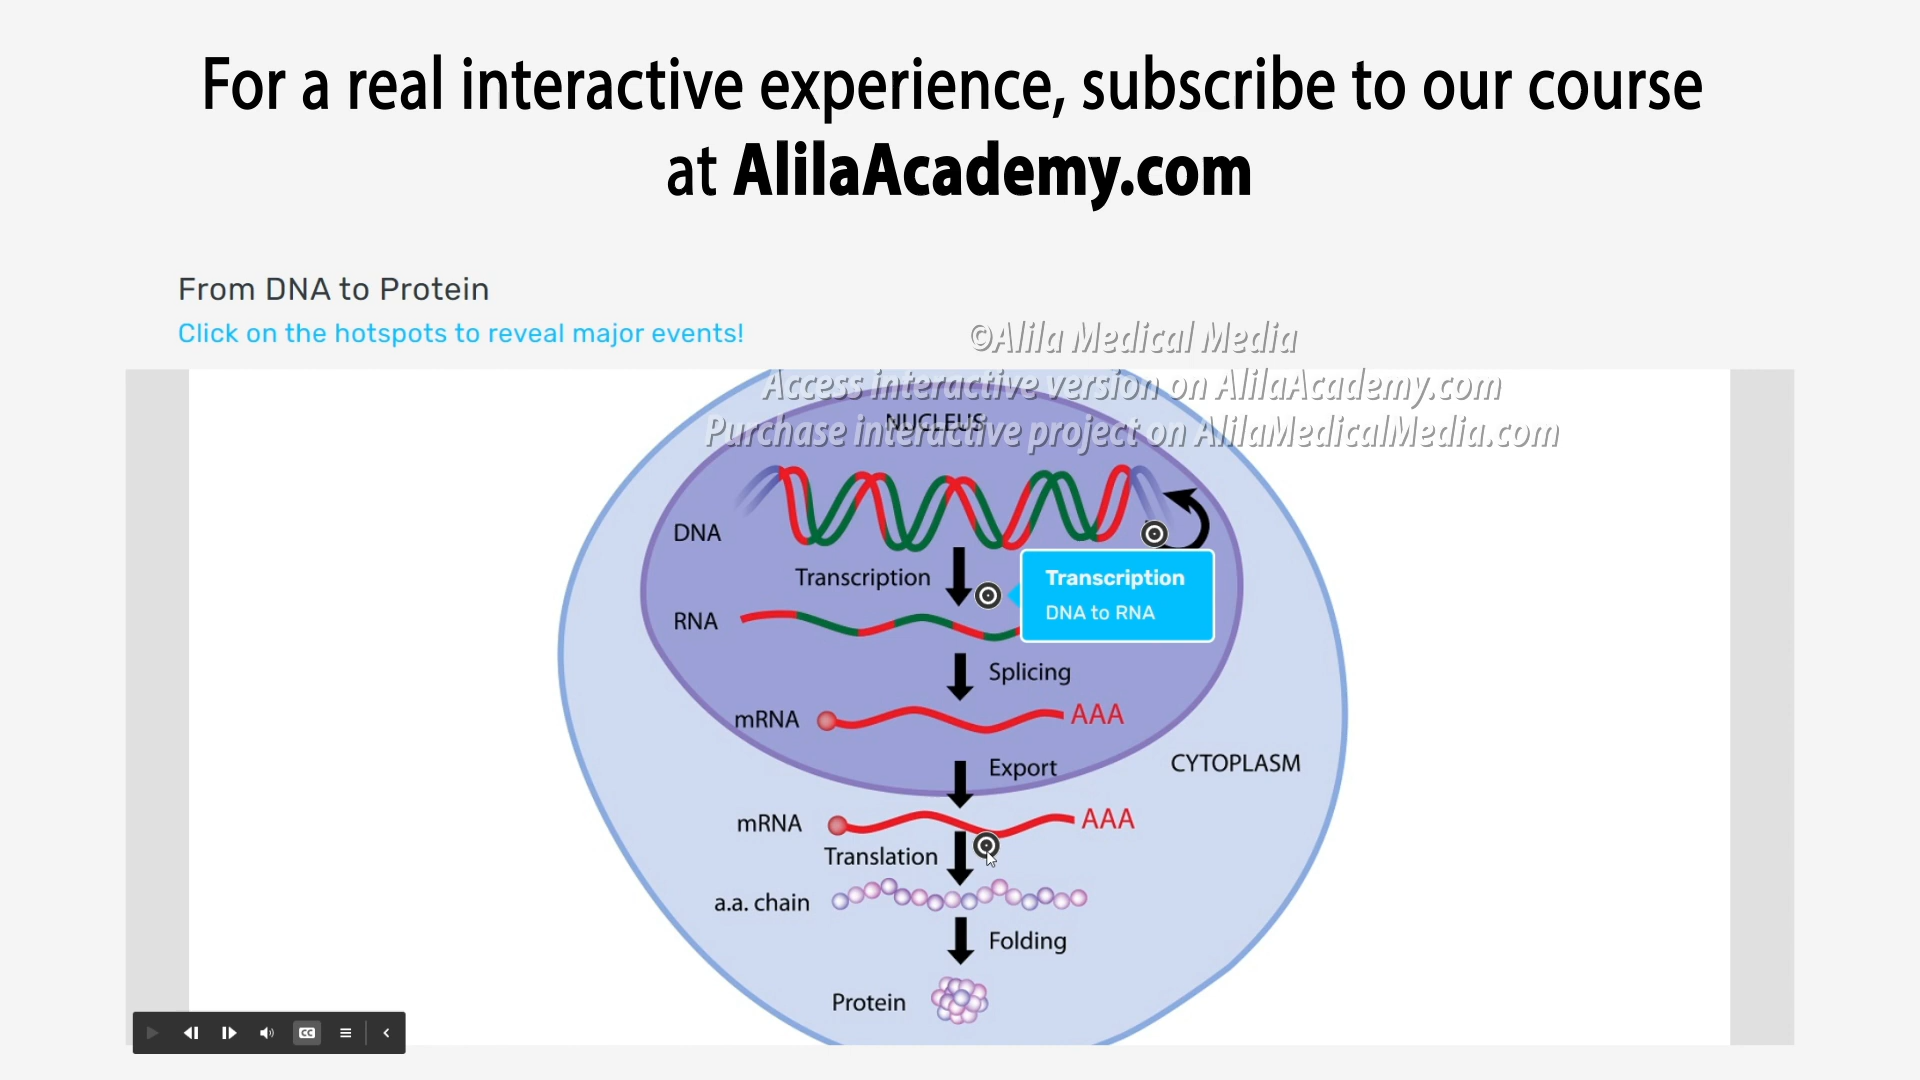 For a real interactive experience, subscribe to our course
at AlilaAcademy.com
From DNA to Protein
Click on the hotspots to reveal major events!
©Alila Medical Media
Access interactive version on AlilaAcademy.com
Purchase interactive project on AlilaMedicalMedia.com
NUCLEUS
DNA
Transcription
Transcription
DNA to RNA
RNA
Splicing
mRNA
AAA
Export
CYTOPLASM
mRNA
AAA
Translation
a.a. chain
Folding
Protein
CC